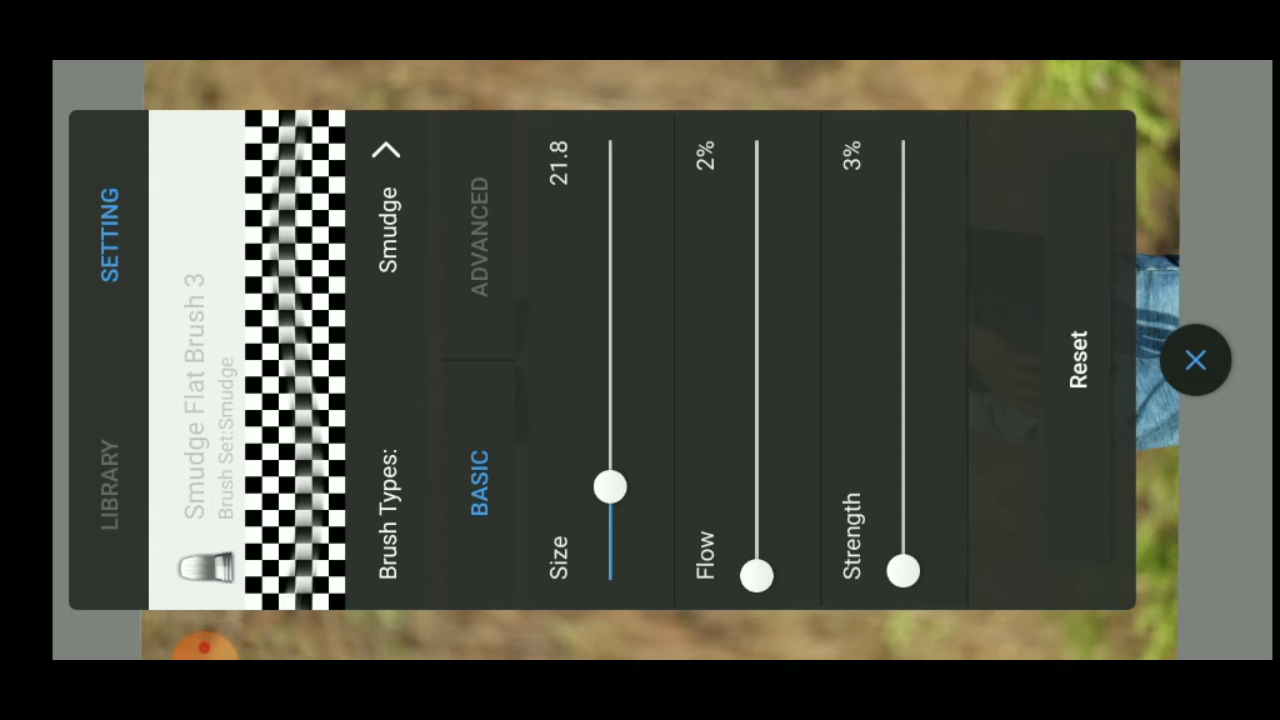 LIBRARY SETTING
Smudge Flat Brush 3
Brush Set:Smudge
Brush Types: Smudge
BASIC ADVANCED
Size 21.8
Flow 2%
Strength 3%
Reset